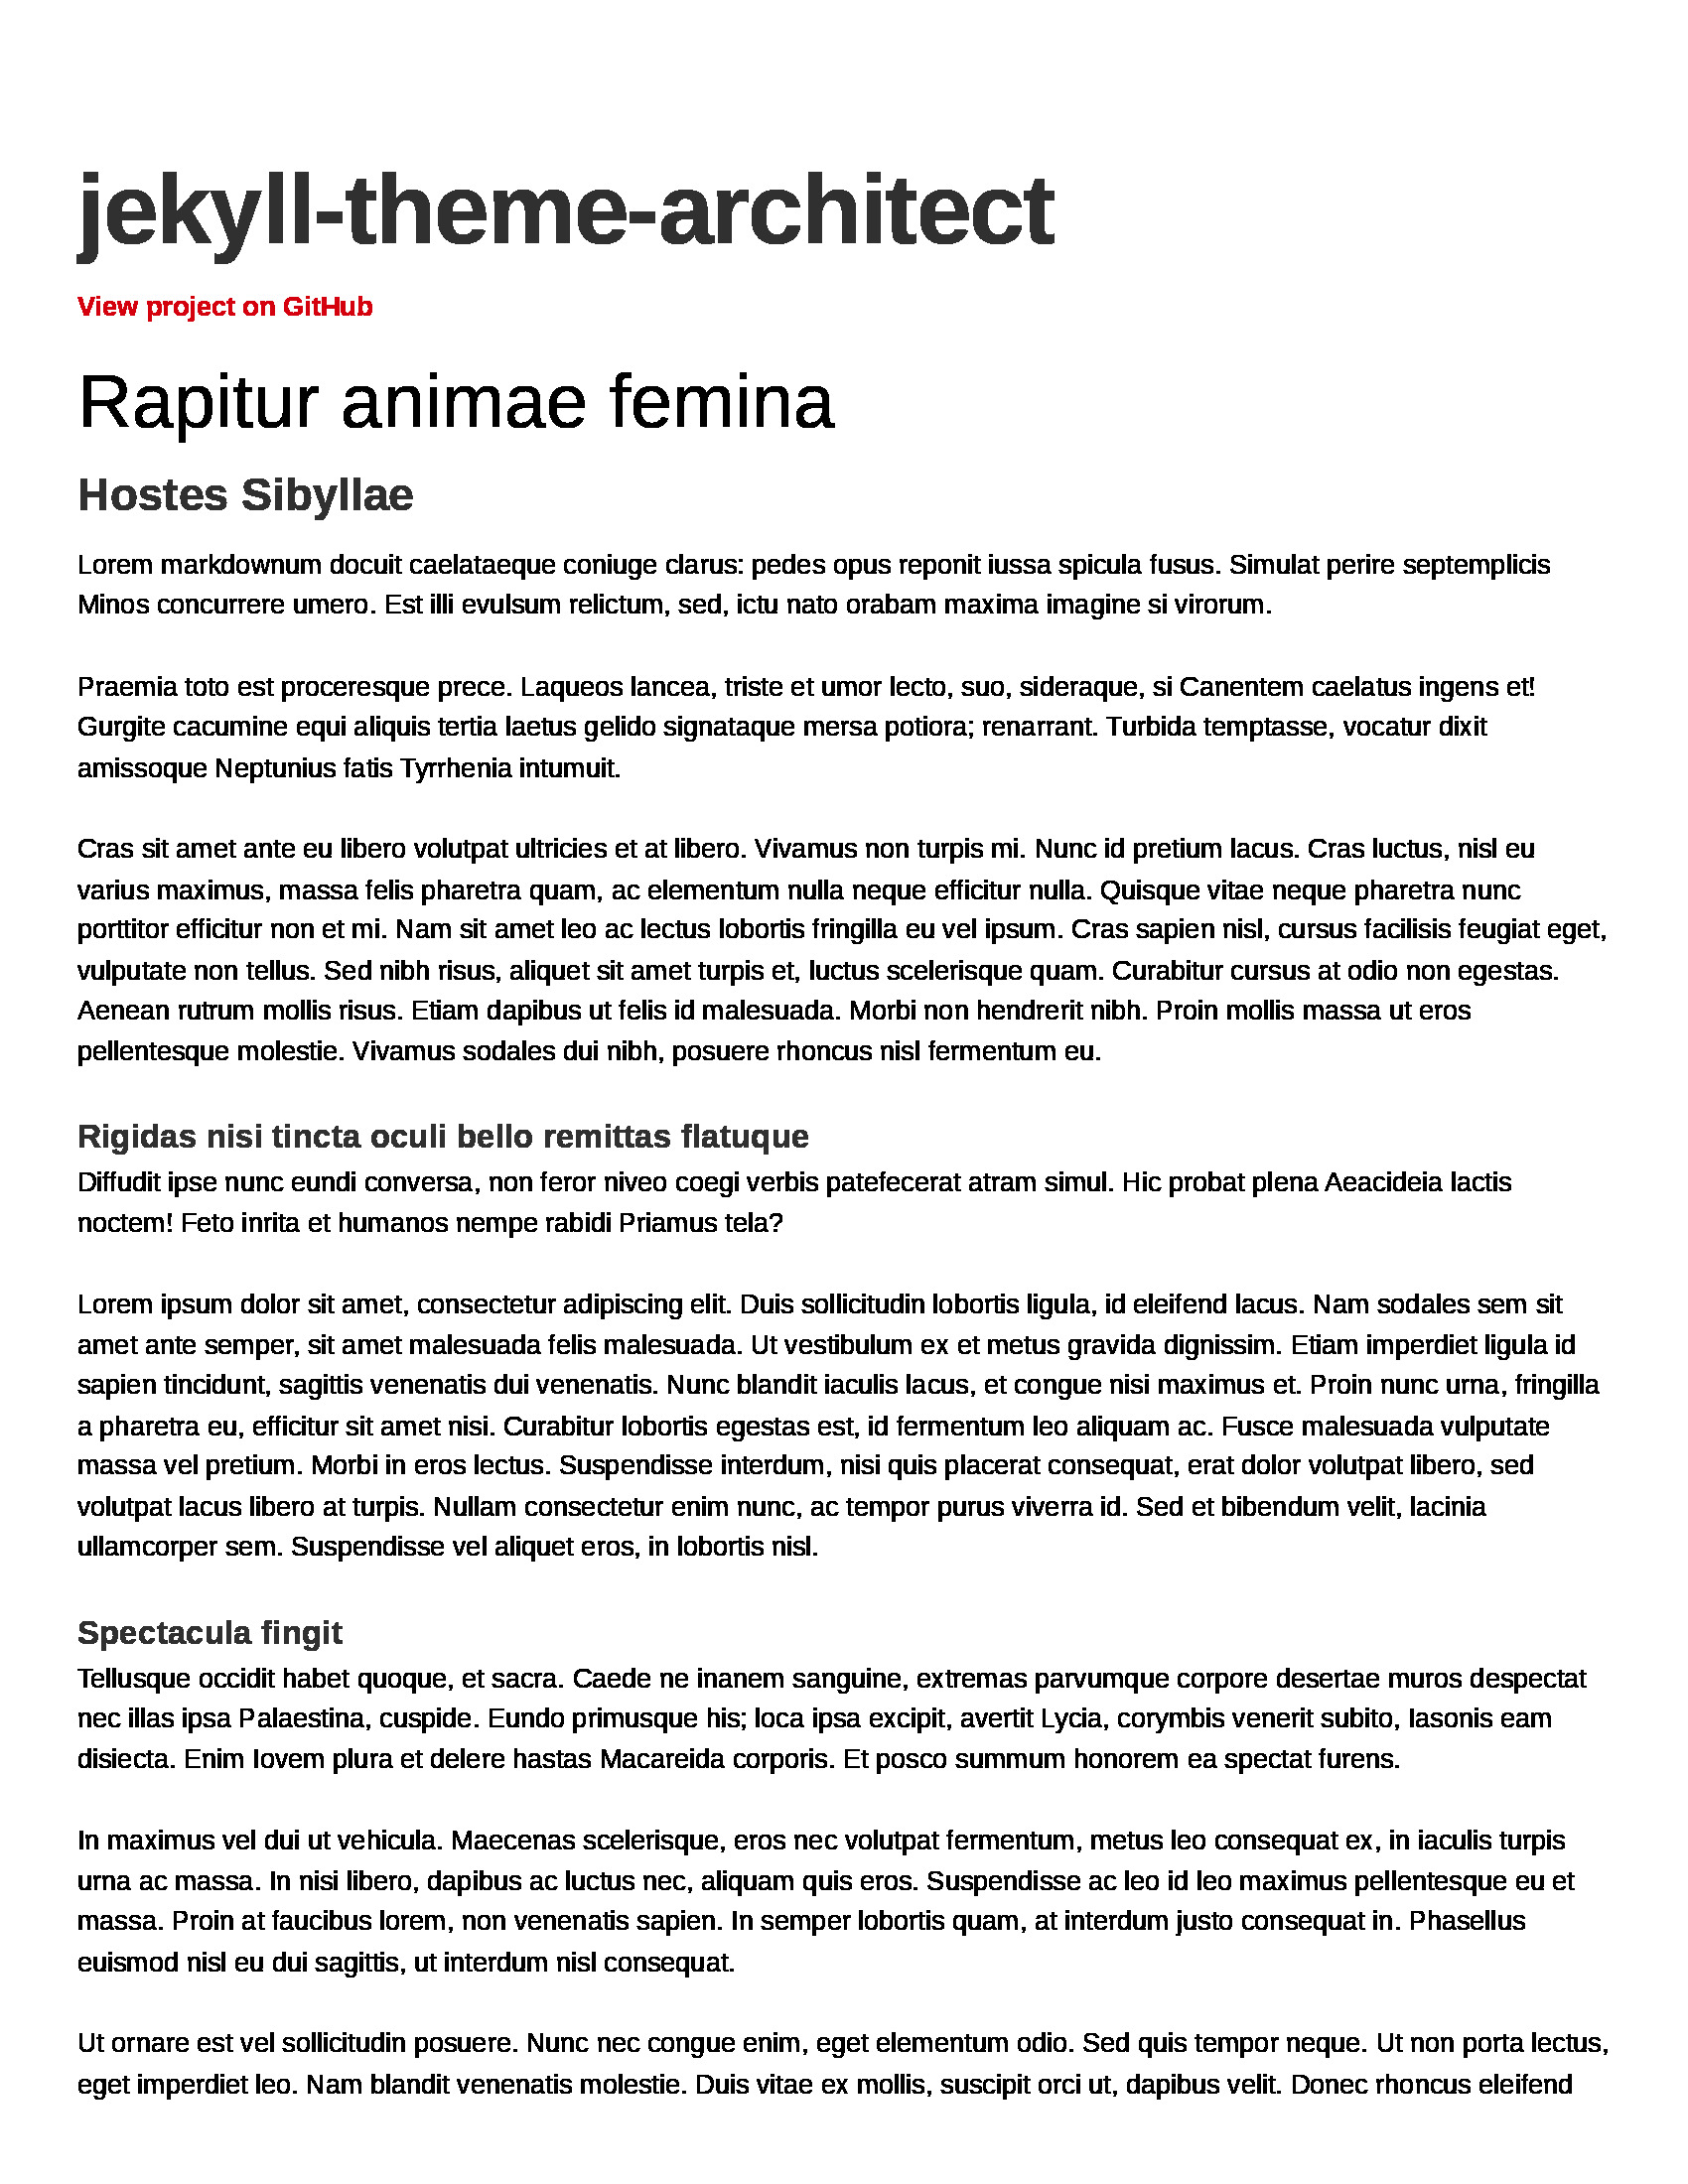 jekyll-theme-architect
View project on GitHub
Rapitur animae femina
Hostes Sibyllae
Lorem markdownum docuit caelataeque coniuge clarus: pedes opus reponit iussa spicula fusus. Simulat perire septemplicis
Minos concurrere umero. Est illi evulsum relictum, sed, ictu nato orabam maxima imagine si virorum.
Praemia toto est proceresque prece. Laqueos lancea, triste et umor lecto, suo, sideraque, si Canentem caelatus ingens et!
Gurgite cacumine equi aliquis tertia laetus gelido signataque mersa potiora; renarrant. Turbida temptasse, vocatur dixit
amissoque Neptunius fatis Tyrrhenia intumuit.
Cras sit amet ante eu libero volutpat ultricies et at libero. Vivamus non turpis mi. Nunc id pretium lacus. Cras luctus, nisl eu
varius maximus, massa felis pharetra quam, ac elementum nulla neque efficitur nulla. Quisque vitae neque pharetra nunc
porttitor efficitur non et mi. Nam sit amet leo ac lectus lobortis fringilla eu vel ipsum. Cras sapien nisl, cursus facilisis feugiat eget,
vulputate non tellus. Sed nibh risus, aliquet sit amet turpis et, luctus scelerisque quam. Curabitur cursus at odio non egestas.
Aenean rutrum mollis risus. Etiam dapibus ut felis id malesuada. Morbi non hendrerit nibh. Proin mollis massa ut eros
pellentesque molestie. Vivamus sodales dui nibh, posuere rhoncus nisl fermentum eu.
Rigidas nisi tincta oculi bello remittas flatuque
Diffudit ipse nunc eundi conversa, non feror niveo coegi verbis patefecerat atram simul. Hic probat plena Aeacideia lactis
noctem! Feto inrita et humanos nempe rabidi Priamus tela?
Lorem ipsum dolor sit amet, consectetur adipiscing elit. Duis sollicitudin lobortis ligula, id eleifend lacus. Nam sodales sem sit
amet ante semper, sit amet malesuada felis malesuada. Ut vestibulum ex et metus gravida dignissim. Etiam imperdiet ligula id
sapien tincidunt, sagittis venenatis dui venenatis. Nunc blandit iaculis lacus, et congue nisi maximus et. Proin nunc urna, fringilla
a pharetra eu, efficitur sit amet nisi. Curabitur lobortis egestas est, id fermentum leo aliquam ac. Fusce malesuada vulputate
massa vel pretium. Morbi in eros lectus. Suspendisse interdum, nisi quis placerat consequat, erat dolor volutpat libero, sed
volutpat lacus libero at turpis. Nullam consectetur enim nunc, ac tempor purus viverra id. Sed et bibendum velit, lacinia
ullamcorper sem. Suspendisse vel aliquet eros, in lobortis nisl.
Spectacula fingit
Tellusque occidit habet quoque, et sacra. Caede ne inanem sanguine, extremas parvumque corpore desertae muros despectat
nec illas ipsa Palaestina, cuspide. Eundo primusque his; loca ipsa excipit, avertit Lycia, corymbis venerit subito, Iasonis eam
disiecta. Enim Iovem plura et delere hastas Macareida corporis. Et posco summum honorem ea spectat furens.
In maximus vel dui ut vehicula. Maecenas scelerisque, eros nec volutpat fermentum, metus leo consequat ex, in iaculis turpis
urna ac massa. In nisi libero, dapibus ac luctus nec, aliquam quis eros. Suspendisse ac leo id leo maximus pellentesque eu et
massa. Proin at faucibus lorem, non venenatis sapien. In semper lobortis quam, at interdum justo consequat in. Phasellus
euismod nisl eu dui sagittis, ut interdum nisl consequat.
Ut ornare est vel sollicitudin posuere. Nunc nec congue enim, eget elementum odio. Sed quis tempor neque. Ut non porta lectus,
eget imperdiet leo. Nam blandit venenatis molestie. Duis vitae ex mollis, suscipit orci ut, dapibus velit. Donec rhoncus eleifend